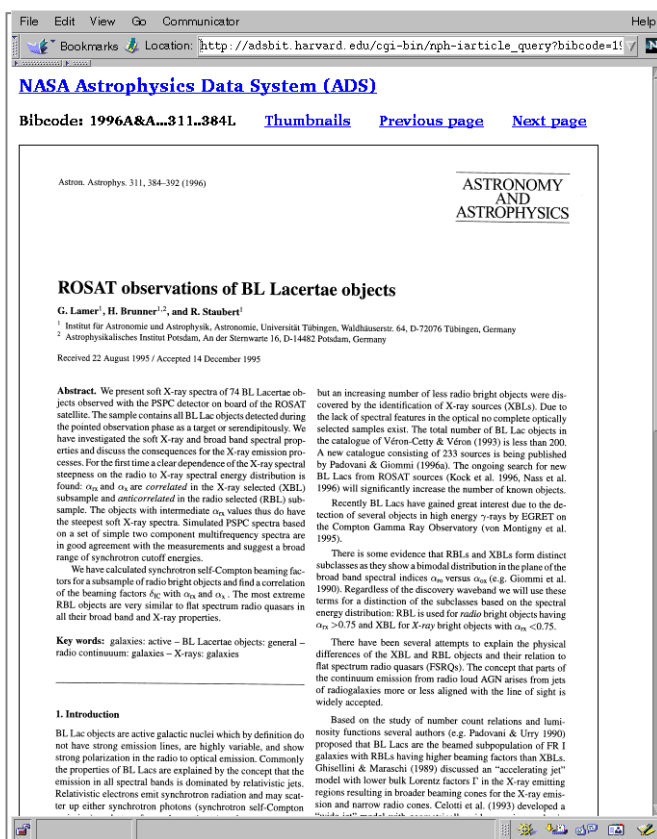 File Edit View Go Communicator Help
Bookmarks Location: http://adsbit.harvard.edu/cgi-bin/nph-iarticle_query?bibcode=19
NASA Astrophysics Data System (ADS)
Bibcode: 1996A&A...311..384L Thumbnails Previous page Next page
Astron. Astrophys. 311, 384–392 (1996)
ASTRONOMY
AND
ASTROPHYSICS
ROSAT observations of BL Lacertae objects
G. Lamer¹, H. Brunner¹,², and R. Staubert¹
¹ Institut für Astronomie und Astrophysik, Astronomie, Universität Tübingen, Waldhäuserstr. 64, D-72076 Tübingen, Germany
² Astrophysikalisches Institut Potsdam, An der Sternwarte 16, D-14482 Potsdam, Germany
Received 22 August 1995 / Accepted 14 December 1995
Abstract. We present soft X-ray spectra of 74 BL Lacertae ob-
jects observed with the PSPC detector on board of the ROSAT
satellite. The sample contains all BL Lac objects detected during
the pointed observation phase as a target or serendipitously. We
have investigated the soft X-ray and broad band spectral prop-
erties and discuss the consequences for the X-ray emission pro-
cesses. For the first time a clear dependence of the X-ray spectral
steepness on the radio to X-ray spectral energy distribution is
found: αrx and αx are correlated in the X-ray selected (XBL)
subsample and anticorrelated in the radio selected (RBL) sub-
sample. The objects with intermediate αrx values thus do have
the steepest soft X-ray spectra. Simulated PSPC spectra based
on a set of simple two component multifrequency spectra are
in good agreement with the measurements and suggest a broad
range of synchrotron cutoff energies.
We have calculated synchrotron self-Compton beaming fac-
tors for a subsample of radio bright objects and find a correlation
of the beaming factors δIC with αrx and αx . The most extreme
RBL objects are very similar to flat spectrum radio quasars in
all their broad band and X-ray properties.
Key words: galaxies: active – BL Lacertae objects: general –
radio continuuum: galaxies – X-rays: galaxies
1. Introduction
BL Lac objects are active galactic nuclei which by definition do
not have strong emission lines, are highly variable, and show
strong polarization in the radio to optical emission. Commonly
the properties of BL Lacs are explained by the concept that the
emission in all spectral bands is dominated by relativistic jets.
Relativistic electrons emit synchrotron radiation and may scat-
ter up either synchrotron photons (synchrotron self-Compton
but an increasing number of less radio bright objects were dis-
covered by the identification of X-ray sources (XBLs). Due to
the lack of spectral features in the optical no complete optically
selected samples exist. The total number of BL Lac objects in
the catalogue of Véron-Cetty & Véron (1993) is less than 200.
A new catalogue consisting of 233 sources is being published
by Padovani & Giommi (1996a). The ongoing search for new
BL Lacs from ROSAT sources (Kock et al. 1996, Nass et al.
1996) will significantly increase the number of known objects.
Recently BL Lacs have gained great interest due to the de-
tection of several objects in high energy γ-rays by EGRET on
the Compton Gamma Ray Observatory (von Montigny et al.
1995).
There is some evidence that RBLs and XBLs form distinct
subclasses as they show a bimodal distribution in the plane of the
broad band spectral indices αro versus αox (e.g. Giommi et al.
1990). Regardless of the discovery waveband we will use these
terms for a distinction of the subclasses based on the spectral
energy distribution: RBL is used for radio bright objects having
αrx >0.75 and XBL for X-ray bright objects with αrx <0.75.
There have been several attempts to explain the physical
differences of the XBL and RBL objects and their relation to
flat spectrum radio quasars (FSRQs). The concept that parts of
the continuum emission from radio loud AGN arises from jets
of radiogalaxies more or less aligned with the line of sight is
widely accepted.
Based on the study of number count relations and lumi-
nosity functions several authors (e.g. Padovani & Urry 1990)
proposed that BL Lacs are the beamed subpopulation of FR I
galaxies with RBLs having higher beaming factors than XBLs.
Ghisellini & Maraschi (1989) discussed an “accelerating jet”
model with lower bulk Lorentz factors Γ in the X-ray emitting
regions resulting in broader beaming cones for the X-ray emis-
sion and narrow radio cones. Celotti et al. (1993) developed a